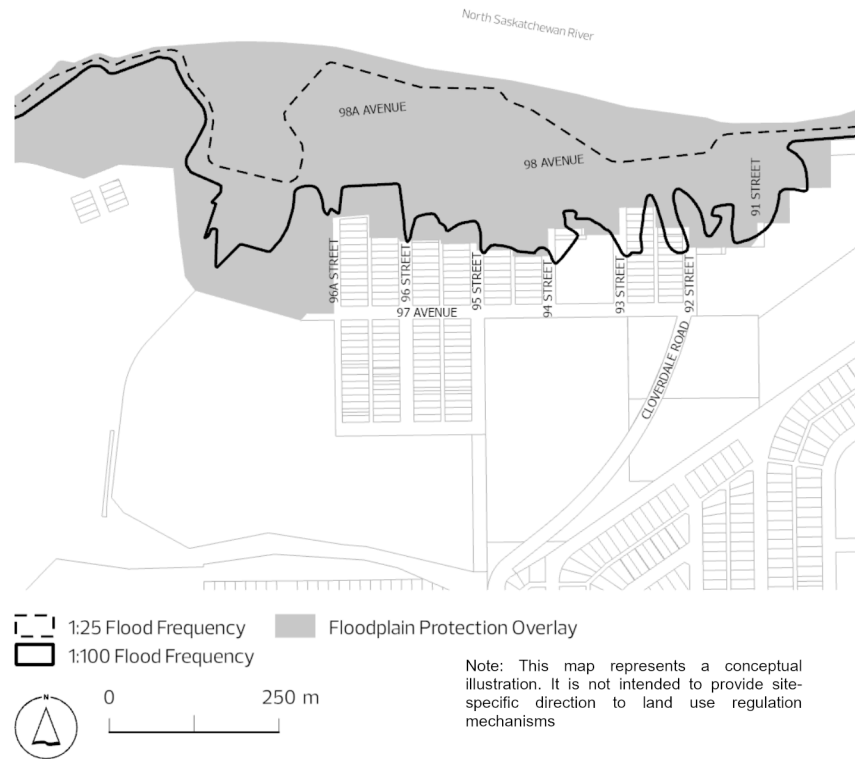 North Saskatchewan River
98A AVENUE
98 AVENUE
91 STREET
96A STREET
96 STREET
95 STREET
94 STREET
93 STREET
92 STREET
97 AVENUE
CLOVERDALE ROAD
1:25 Flood Frequency
Floodplain Protection Overlay
1:100 Flood Frequency
Note: This map represents a conceptual
illustration. It is not intended to provide site-
specific direction to land use regulation
mechanisms
N
0
250 m